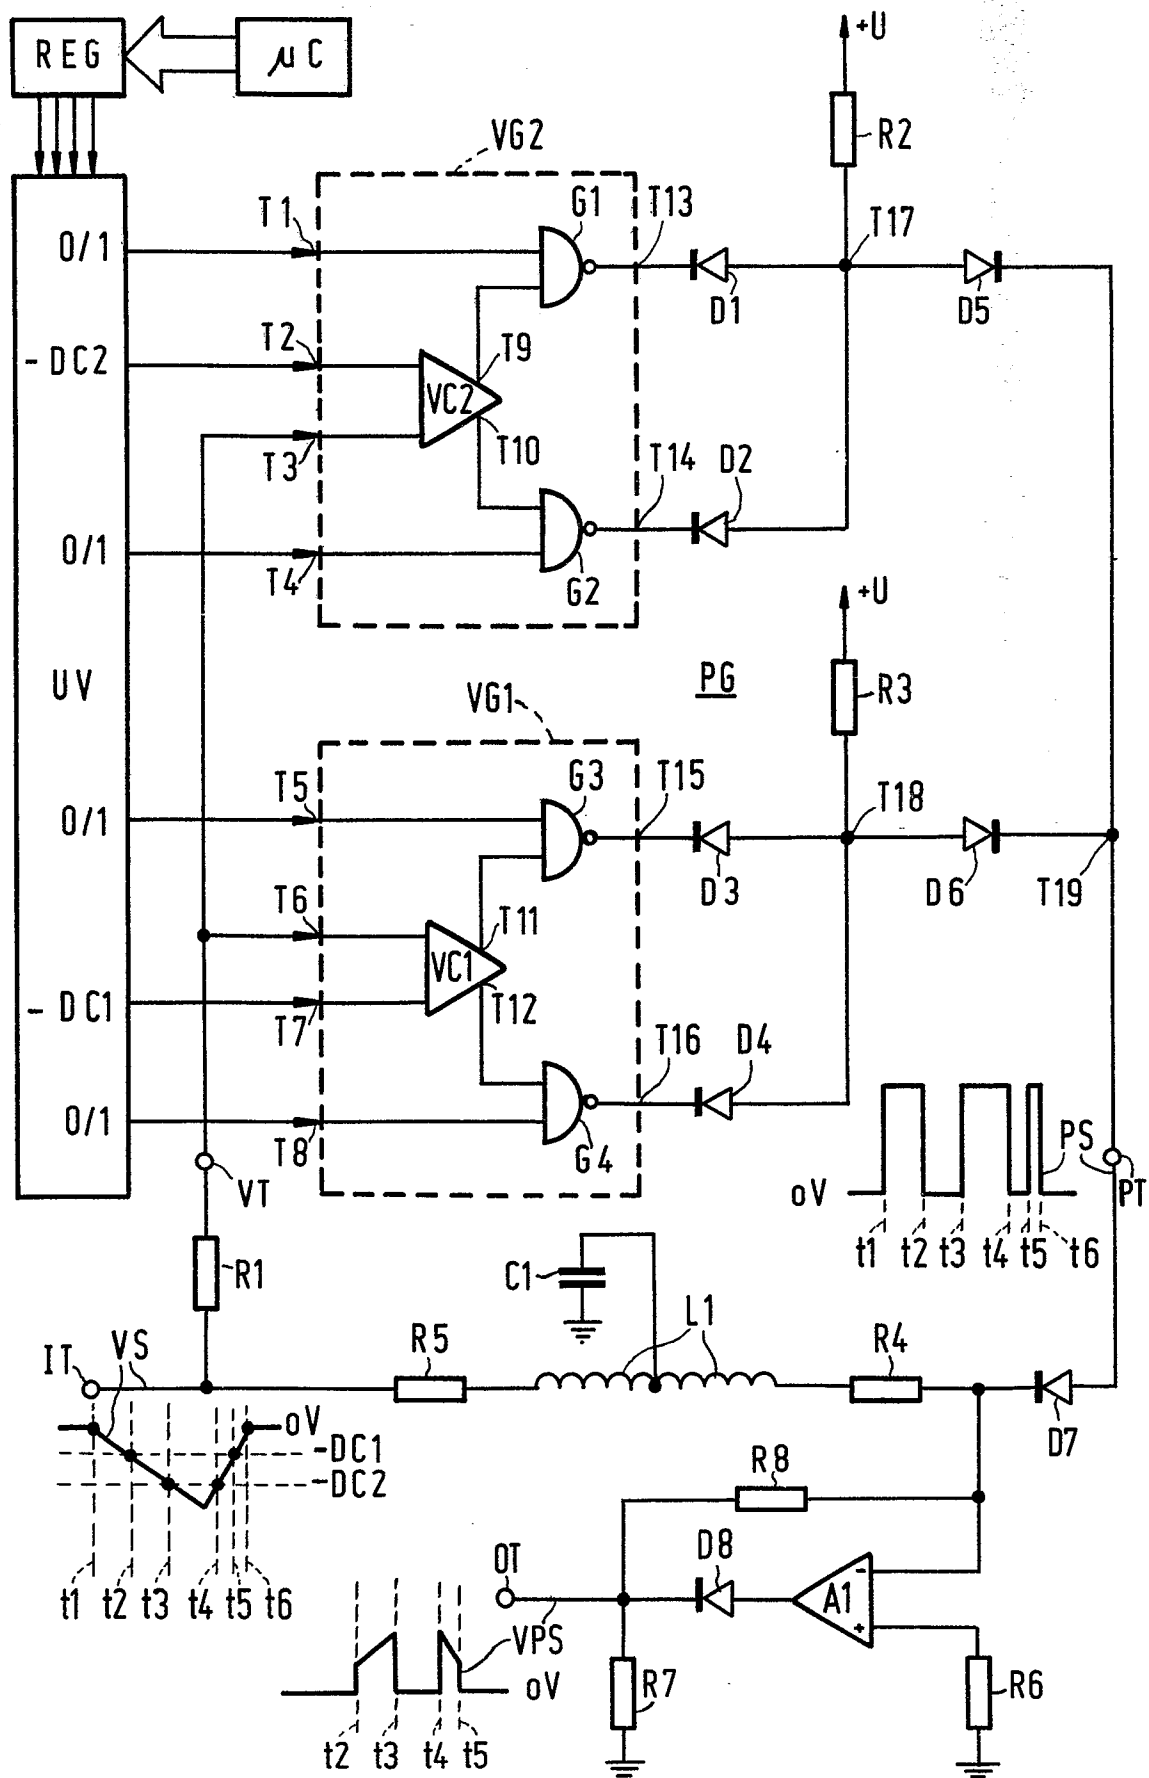 REG
μC
+U
R2
VG2
G1
T13
T17
T1
0/1
D1
D5
T2
T9
-DC2
VC2
T3
T10
T14
D2
0/1
T4
G2
+U
UV
PG
R3
VG1
G3
T15
T18
T5
0/1
D3
D6
T19
T6
T11
VC1
-DC1
T12
T7
T16
D4
0/1
T8
G4
PS
VT
oV
PT
t1 t2 t3 t4 t5 t6
R1
C1
L1
IT
VS
R5
R4
oV
D7
-DC1
-DC2
R8
OT
D8
-
A1
+
t1 t2 t3 t4 t5 t6
VPS
oV
R7
R6
t2 t3 t4 t5